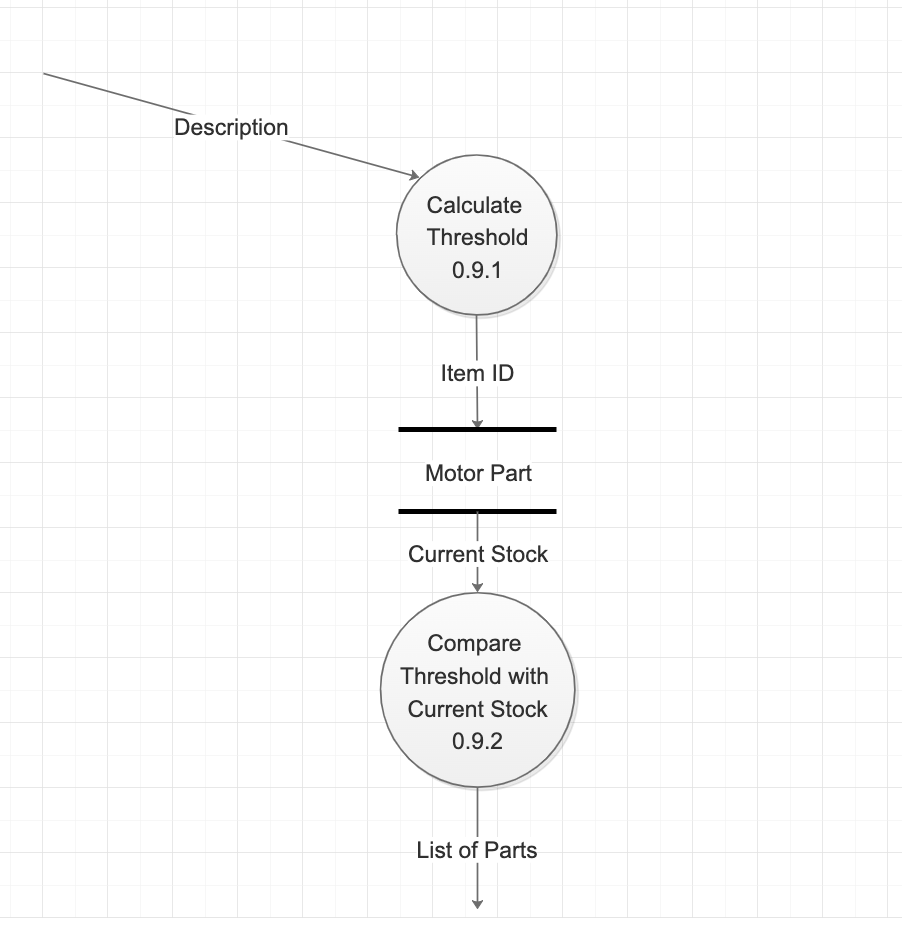 Description
Calculate
Threshold
0.9.1
Item ID
Motor Part
Current Stock
Compare
Threshold with
Current Stock
0.9.2
List of Parts